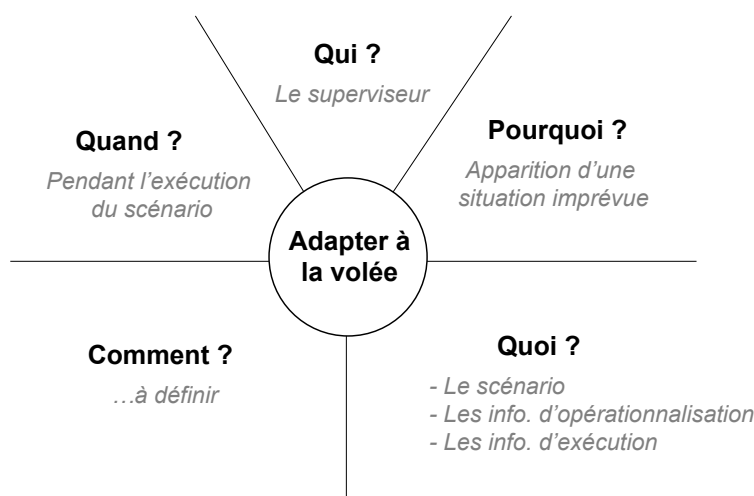 Qui ?
Le superviseur
Quand ?
Pendant l’exécution
du scénario
Pourquoi ?
Apparition d’une
situation imprévue
Adapter à
la volée
Comment ?
…à définir
Quoi ?
- Le scénario
- Les info. d’opérationnalisation
- Les info. d’exécution